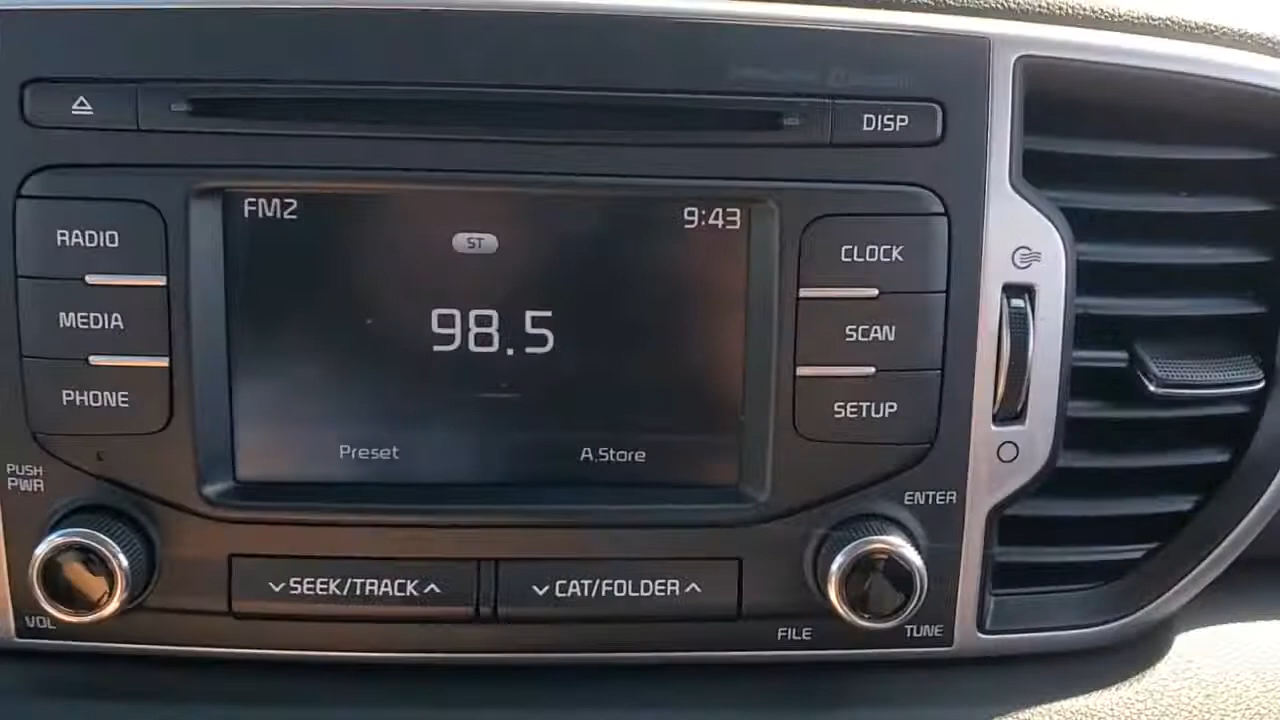 DISP
RADIO
MEDIA
PHONE
FM2
9:43
ST
98.5
Preset
A.Store
CLOCK
SCAN
SETUP
PUSH
PWR
VOL
SEEK/TRACK
CAT/FOLDER
ENTER
FILE
TUNE